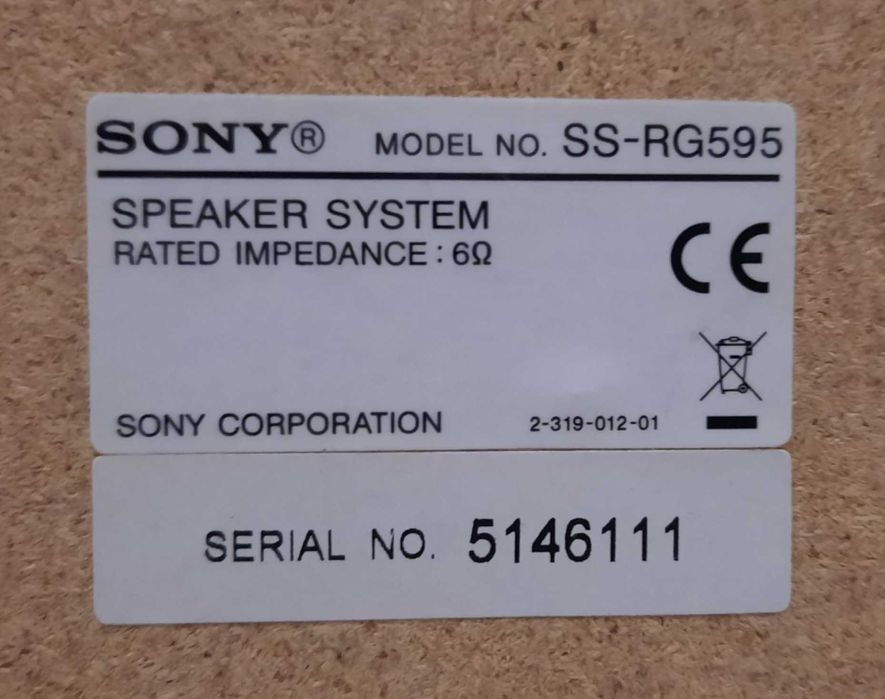 SONY® MODEL NO. SS-RG595
SPEAKER SYSTEM
RATED IMPEDANCE : 6Ω
CE
SONY CORPORATION 2-319-012-01
SERIAL NO. 5146111